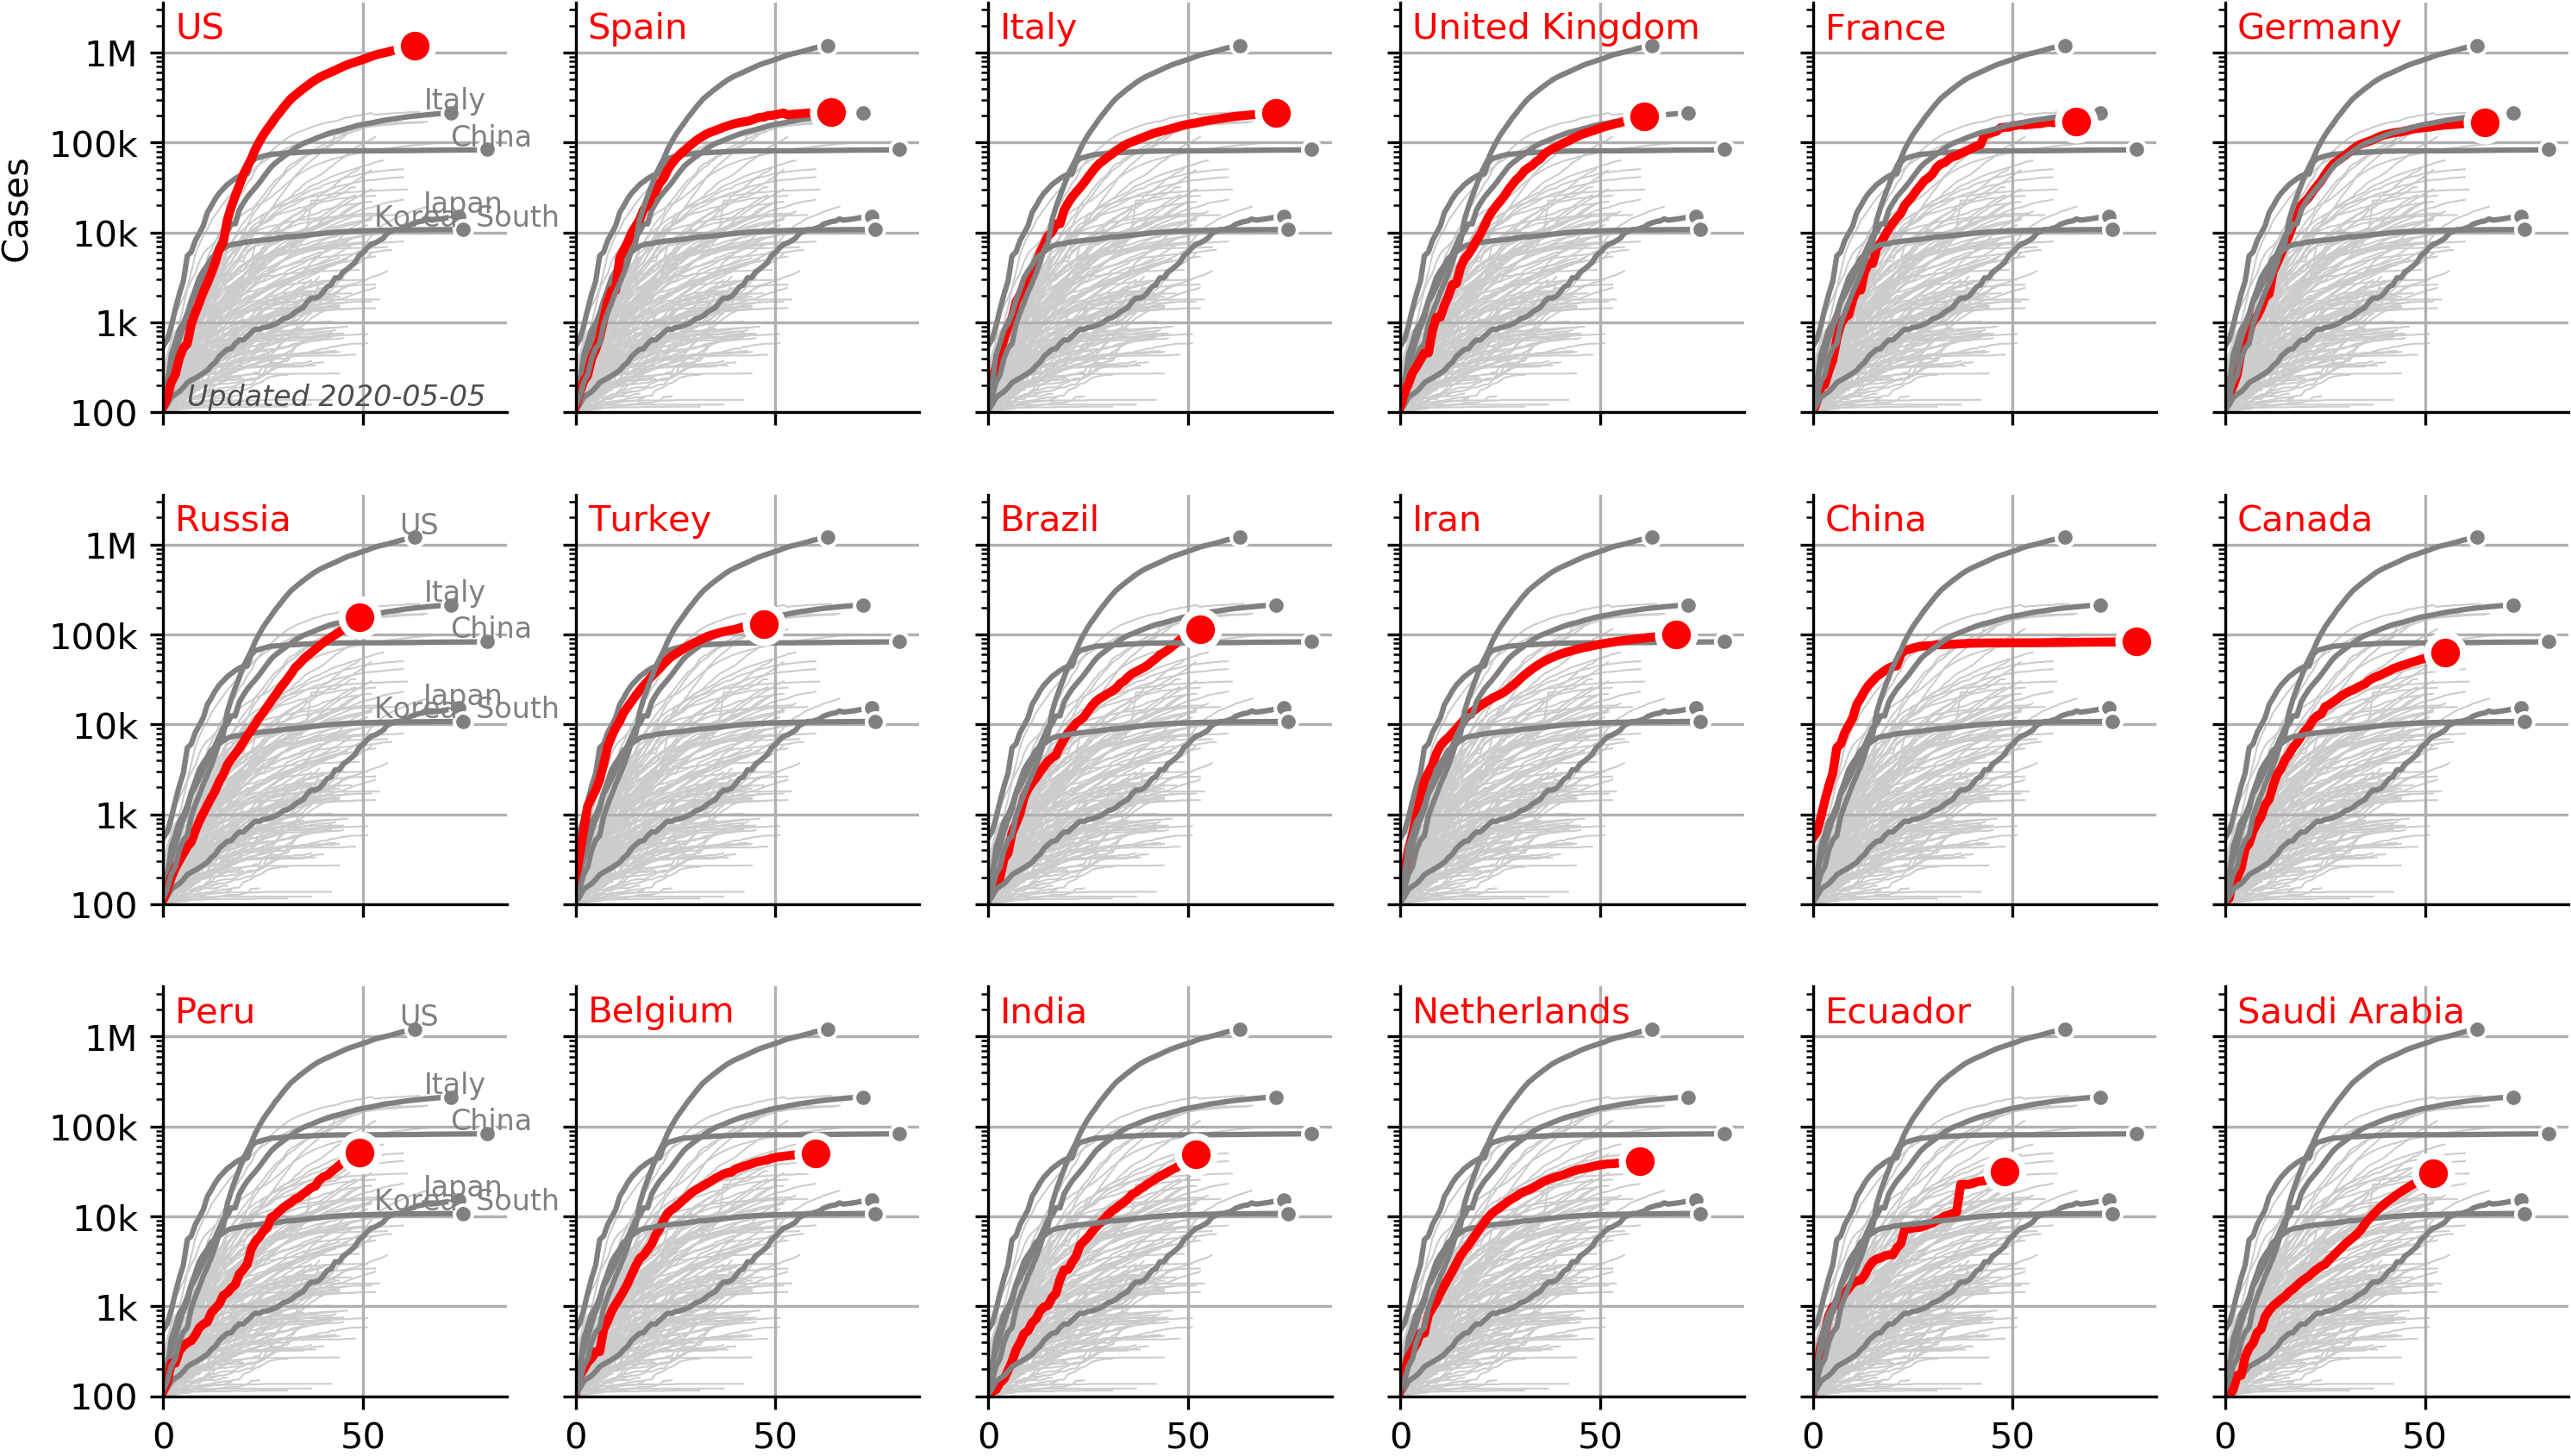 US Spain Italy United Kingdom France Germany
1M
Italy
100k China
Japan
10k Korea, South
Cases
1k
100 Updated 2020-05-05
Russia US Turkey Brazil Iran China Canada
1M
Italy
100k China
Japan
10k Korea, South
1k
100
Peru US Belgium India Netherlands Ecuador Saudi Arabia
1M
Italy
100k China
Japan
10k Korea, South
1k
100
0 50 0 50 0 50 0 50 0 50 0 50